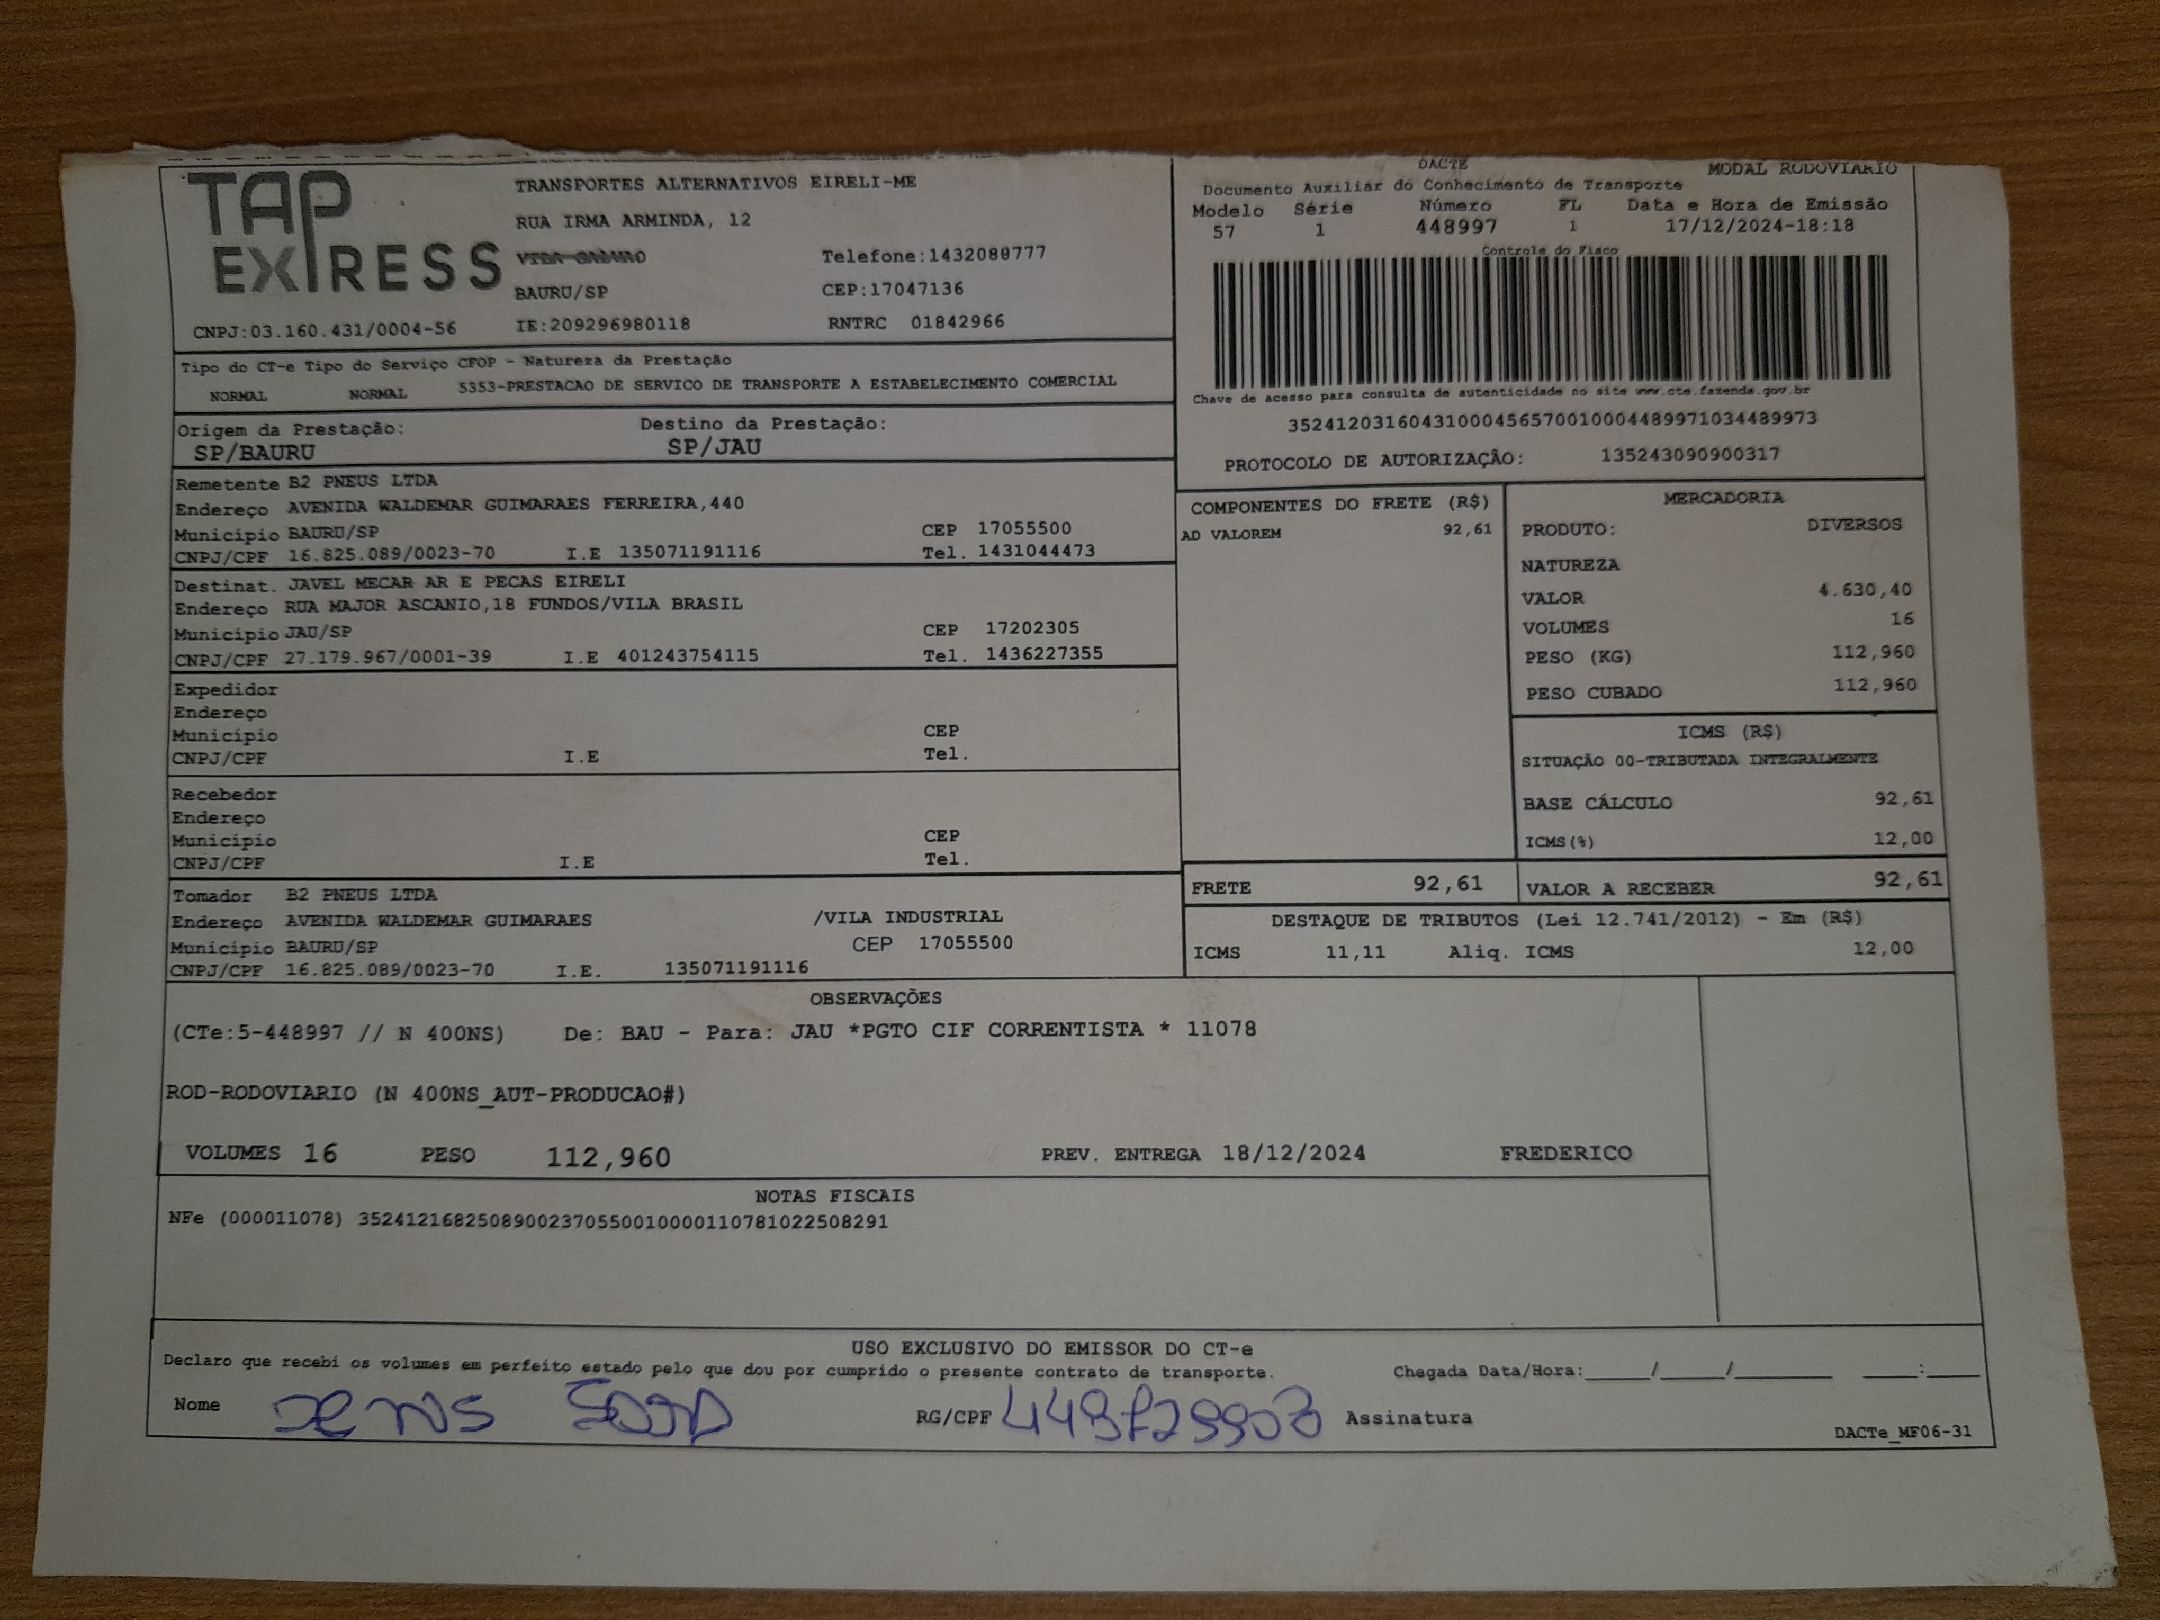 TAP EXPRESS
TRANSPORTES ALTERNATIVOS EIRELI-ME
RUA IRMA ARMINDA, 12
Telefone:1432080777
BAURU/SP CEP:17047136
CNPJ:03.160.431/0004-56 IE:209296980118 RNTRC 01842966
DACTE MODAL RODOVIARIO
Documento Auxiliar do Conhecimento de Transporte
Modelo Série Número FL Data e Hora de Emissão
57 1 448997 1 17/12/2024-18:18
Controle do Fisco
Chave de acesso para consulta de autenticidade no site www.cte.fazenda.gov.br
35241203160431000456570010004489971034489973
PROTOCOLO DE AUTORIZAÇÃO: 135243090900317
Tipo do CT-e Tipo do Serviço CFOP - Natureza da Prestação
NORMAL NORMAL 5353-PRESTACAO DE SERVICO DE TRANSPORTE A ESTABELECIMENTO COMERCIAL
Origem da Prestação: Destino da Prestação:
SP/BAURU SP/JAU
Remetente B2 PNEUS LTDA
Endereço AVENIDA WALDEMAR GUIMARAES FERREIRA,440
Município BAURU/SP CEP 17055500
CNPJ/CPF 16.825.089/0023-70 I.E 135071191116 Tel. 1431044473
Destinat. JAVEL MECAR AR E PECAS EIRELI
Endereço RUA MAJOR ASCANIO,18 FUNDOS/VILA BRASIL
Município JAU/SP CEP 17202305
CNPJ/CPF 27.179.967/0001-39 I.E 401243754115 Tel. 1436227355
Expedidor
Endereço
Município CEP
CNPJ/CPF I.E Tel.
Recebedor
Endereço
Município CEP
CNPJ/CPF I.E Tel.
Tomador B2 PNEUS LTDA
Endereço AVENIDA WALDEMAR GUIMARAES /VILA INDUSTRIAL
Município BAURU/SP CEP 17055500
CNPJ/CPF 16.825.089/0023-70 I.E. 135071191116
COMPONENTES DO FRETE (R$)
AD VALOREM 92,61
MERCADORIA
PRODUTO: DIVERSOS
NATUREZA
VALOR 4.630,40
VOLUMES 16
PESO (KG) 112,960
PESO CUBADO 112,960
ICMS (R$)
SITUAÇÃO 00-TRIBUTADA INTEGRALMENTE
BASE CÁLCULO 92,61
ICMS(%) 12,00
FRETE 92,61 VALOR A RECEBER 92,61
DESTAQUE DE TRIBUTOS (Lei 12.741/2012) - Em (R$)
ICMS 11,11 Aliq. ICMS 12,00
OBSERVAÇÕES
(CTe:5-448997 // N 400NS) De: BAU - Para: JAU *PGTO CIF CORRENTISTA * 11078
ROD-RODOVIARIO (N 400NS_AUT-PRODUCAO#)
VOLUMES 16 PESO 112,960 PREV. ENTREGA 18/12/2024 FREDERICO
NOTAS FISCAIS
NFe (000011078) 35241216825089002370550010000110781022508291
USO EXCLUSIVO DO EMISSOR DO CT-e
Declaro que recebi os volumes em perfeito estado pelo que dou por cumprido o presente contrato de transporte. Chegada Data/Hora:_____/_____/________ ____:____
Nome RG/CPF Assinatura
DACTe_MF06-31